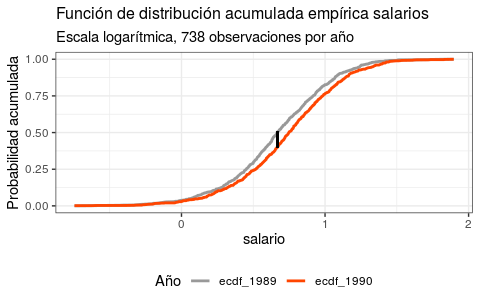 Función de distribución acumulada empírica salarios
Escala logarítmica, 738 observaciones por año
Probabilidad acumulada
1.00
0.75
0.50
0.25
0.00
0
1
2
salario
Año
ecdf_1989
ecdf_1990